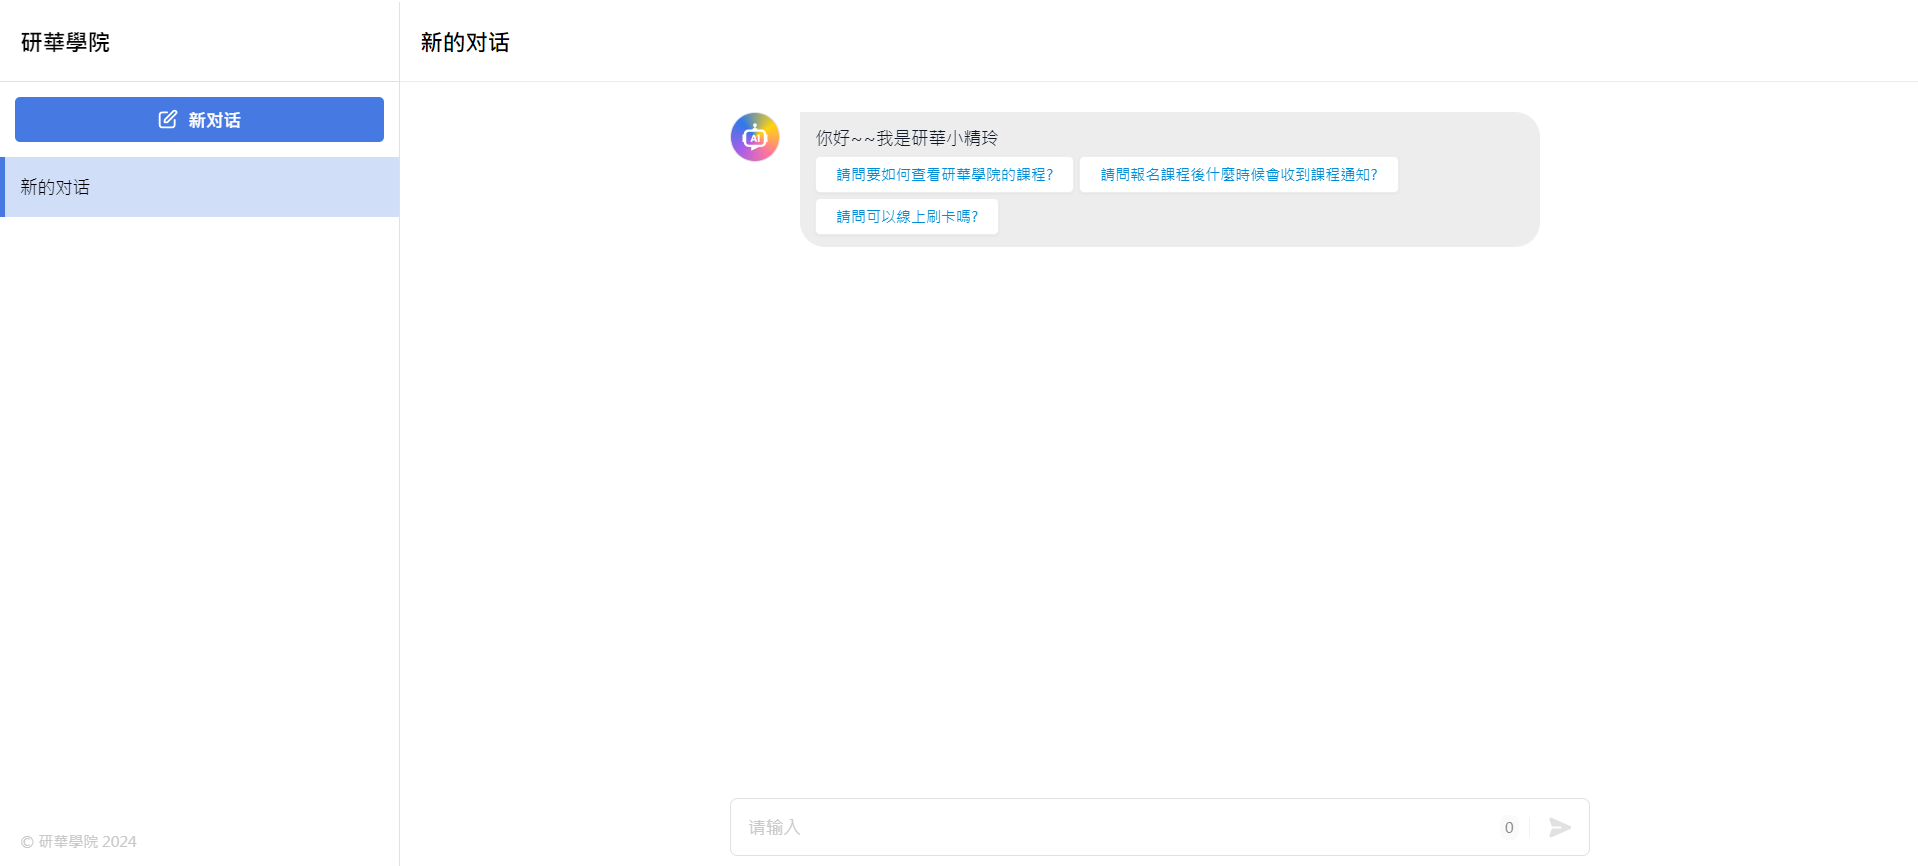 研華學院
新的对话
新对话
新的对话
AI
你好~~我是研華小精玲
請問要如何查看研華學院的課程?
請問報名課程後什麼時候會收到課程通知?
請問可以線上刷卡嗎?
请输入
0
© 研華學院 2024